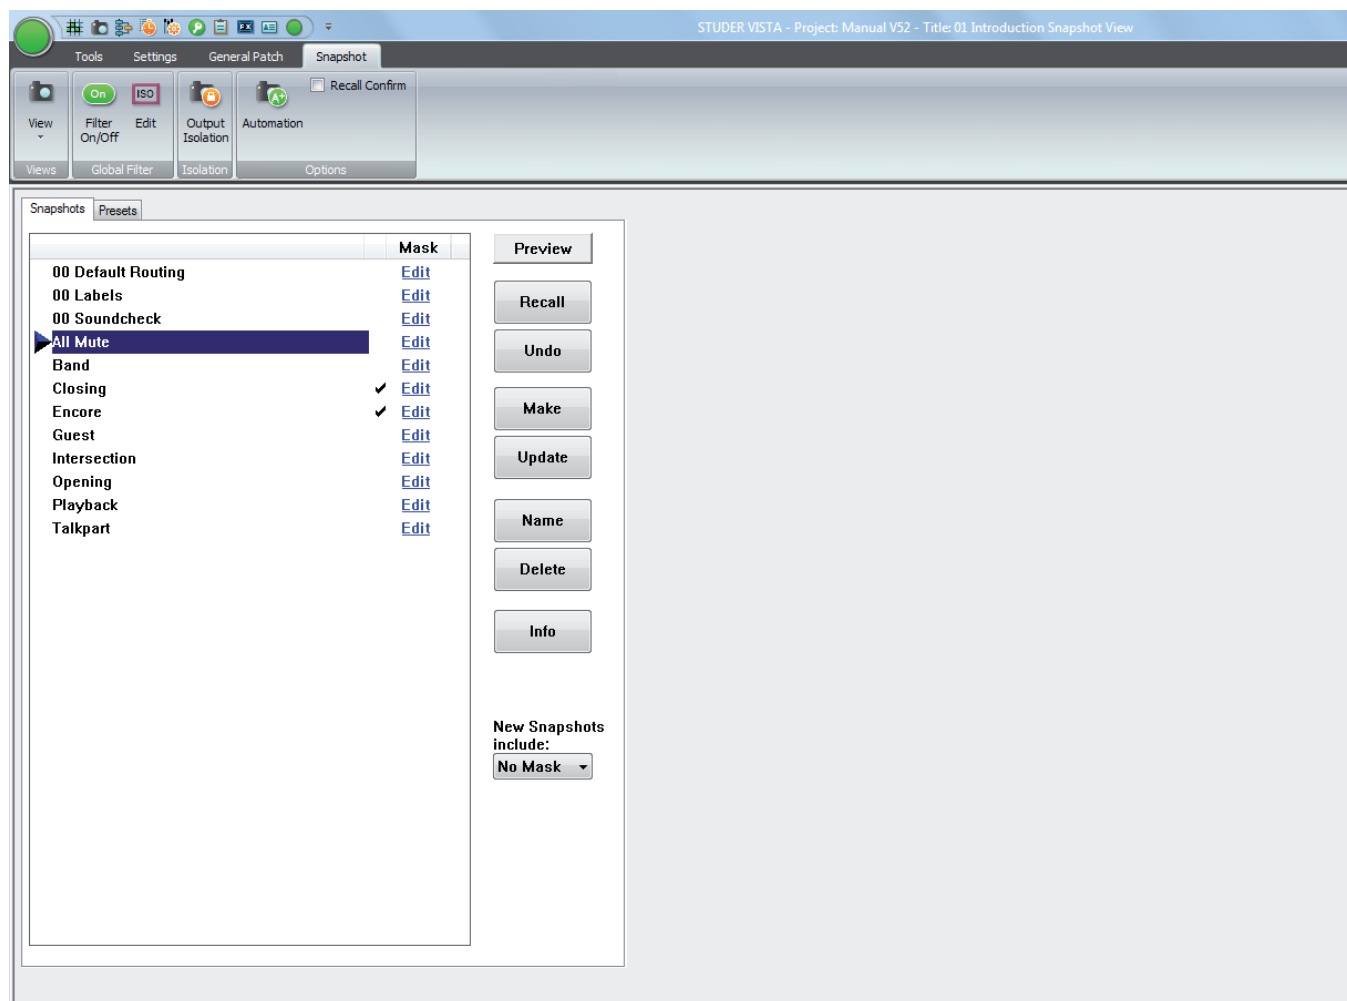 STUDER VISTA - Project: Manual V52 - Title: 01 Introduction Snapshot View
FX
Tools Settings General Patch Snapshot
On ISO A+ Recall Confirm
View Filter On/Off Edit Output Isolation Automation
Views Global Filter Isolation Options
Snapshots Presets
Mask
00 Default Routing Edit
00 Labels Edit
00 Soundcheck Edit
All Mute Edit
Band Edit
Closing ✔ Edit
Encore ✔ Edit
Guest Edit
Intersection Edit
Opening Edit
Playback Edit
Talkpart Edit
Preview
Recall
Undo
Make
Update
Name
Delete
Info
New Snapshots
include:
No Mask